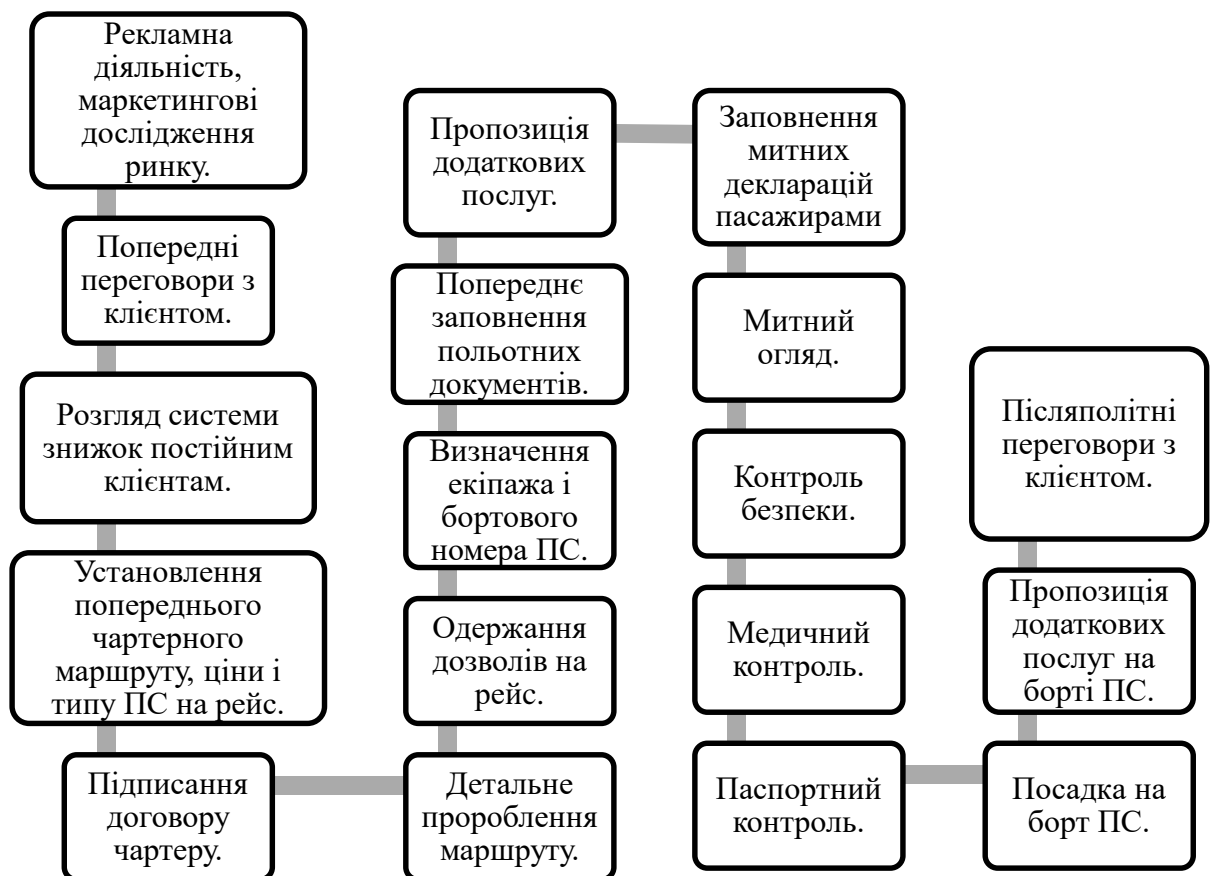 Рекламна
діяльність,
маркетингові
дослідження
ринку.
Попередні
переговори з
клієнтом.
Розгляд системи
знижок постійним
клієнтам.
Установлення
попереднього
чартерного
маршруту, ціни і
типу ПС на рейс.
Підписання
договору
чартеру.
Детальне
пророблення
маршруту.
Одержання
дозволів на
рейс.
Визначення
екіпажа і
бортового
номера ПС.
Попереднє
заповнення
польотних
документів.
Пропозиція
додаткових
послуг.
Заповнення
митних
декларацій
пасажирами
Митний
огляд.
Контроль
безпеки.
Медичний
контроль.
Паспортний
контроль.
Посадка на
борт ПС.
Пропозиція
додаткових
послуг на
борті ПС.
Післяполітні
переговори з
клієнтом.